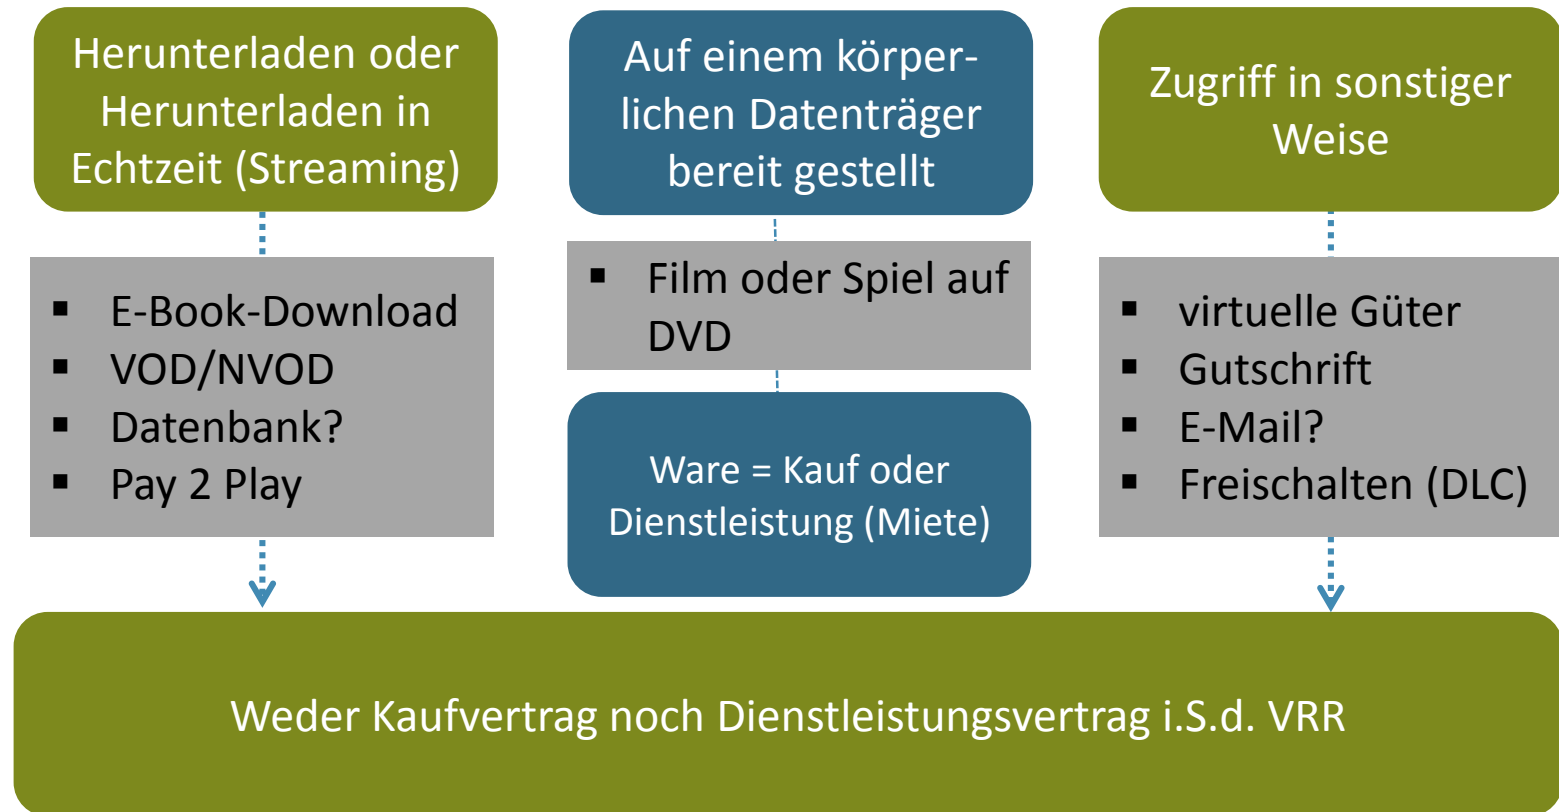 Herunterladen oder
Herunterladen in
Echtzeit (Streaming)
▪ E-Book-Download
▪ VOD/NVOD
▪ Datenbank?
▪ Pay 2 Play
Auf einem körper-
lichen Datenträger
bereit gestellt
▪ Film oder Spiel auf
DVD
Ware = Kauf oder
Dienstleistung (Miete)
Zugriff in sonstiger
Weise
▪ virtuelle Güter
▪ Gutschrift
▪ E-Mail?
▪ Freischalten (DLC)
Weder Kaufvertrag noch Dienstleistungsvertrag i.S.d. VRR